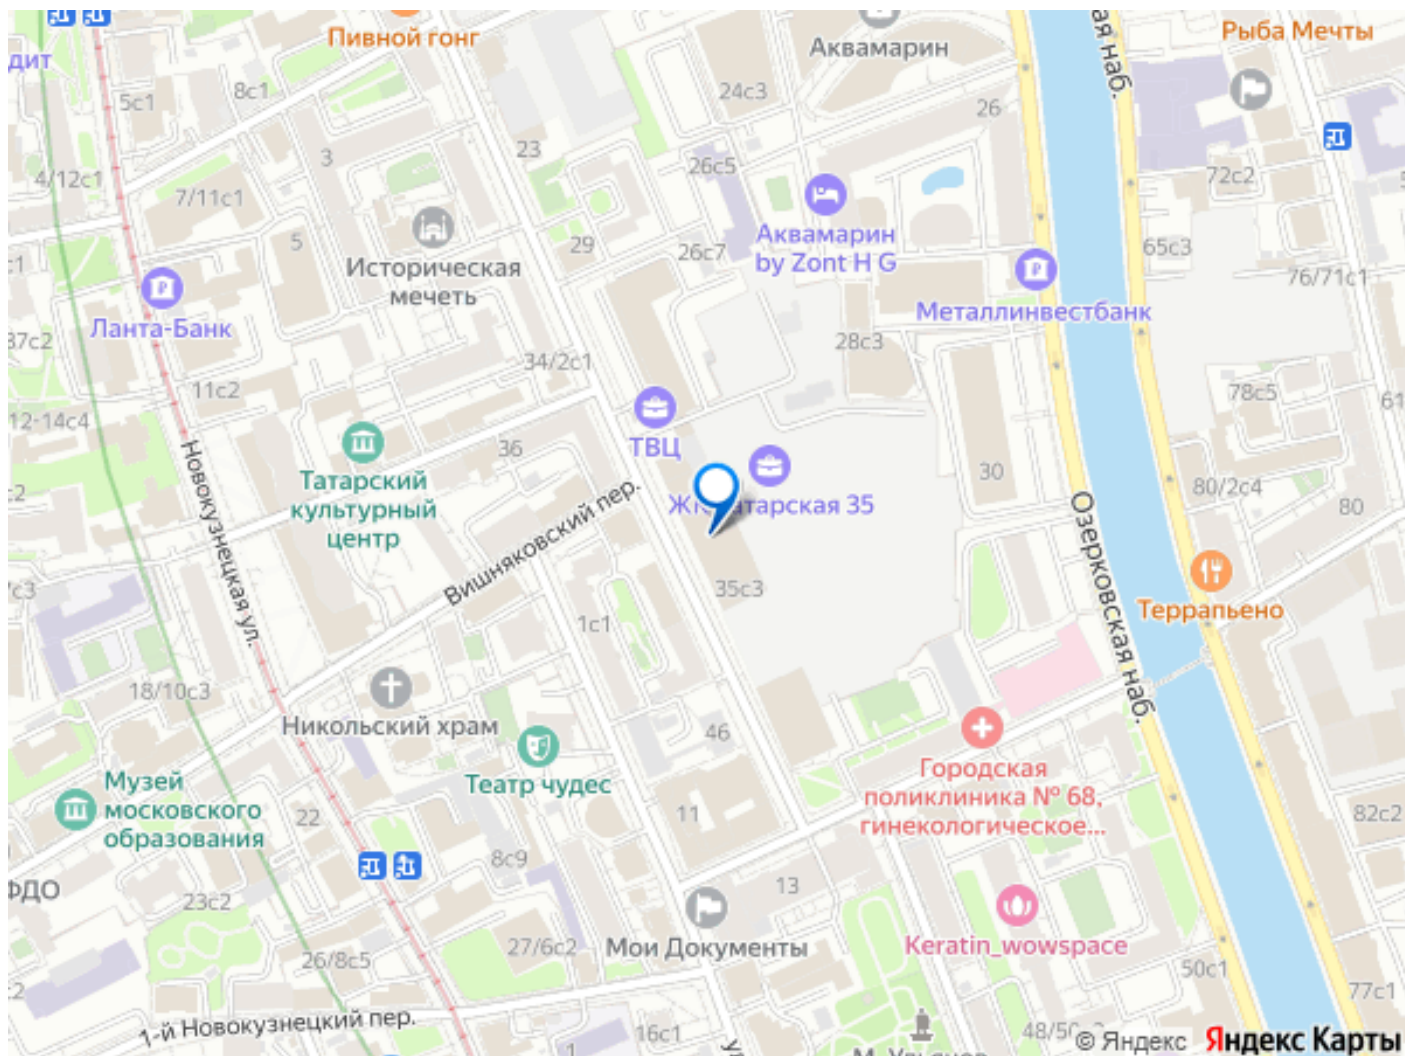 Пивной гонг
Аквамарин
ая наб.
Рыба Мечты
дит
5с1
8с1
24с3
26
3
23
4/12с1
7/11с1
26с5
72с2
5
29
26с7
Аквамарин
by Zont H G
65с3
Историческая
мечеть
76/71с1
Ланта-Банк
Металлинвестбанк
37с2
34/2с1
28с3
11с2
78с5
61
12-14с4
ТВЦ
Татарский
культурный
центр
36
30
80/2с4
80
атарская 35
Новокузнецкая ул.
Вишняковский пер.
Озерковская наб.
35с3
Террапьено
1с1
18/10с3
Никольский храм
46
Театр чудес
Городская
поликлиника № 68,
гинекологическое...
Музей
московского
образования
22
11
82с2
8с9
13
ФДО
23с2
27/6с2
Мои Документы
Keratin_wowspace
26/8с5
50с1
77с1
1-й Новокузнецкий пер.
16с1
© Яндекс Яндекс Карты